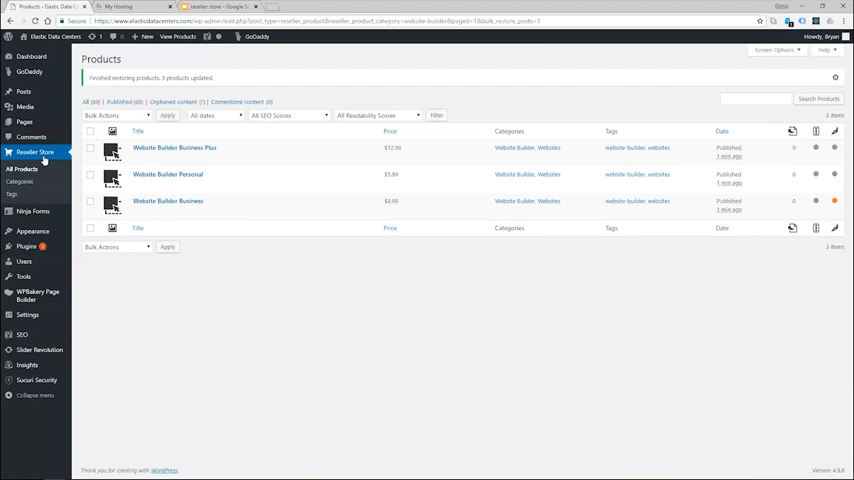 Products ‹ Elastic Data Cent
My Hosting
reseller store - Google S
Secure
https://www.elasticdatacenters.com/wp-admin/edit.php?post_type=reseller_product&reseller_product_category=website-builder&paged=1&bulk_restore_posts=3
Elastic Data Centers
1
0
New
View Products
GoDaddy
Howdy, Bryan
Dashboard
GoDaddy
Posts
Media
Pages
Comments
Reseller Store
All Products
Categories
Tags
Ninja Forms
Appearance
Plugins
Users
Tools
WPBakery Page
Builder
Settings
SEO
Slider Revolution
Insights
Sucuri Security
Collapse menu
Screen Options
Help
Products
Finished restoring products. 3 products updated.
All (69) | Published (69) | Orphaned content (?) | Cornerstone content (0)
Search Products
Bulk Actions
Apply
All dates
All SEO Scores
All Readability Scores
Filter
3 items
Title Price Categories Tags Date
Website Builder Business Plus $12.99 Website Builder, Websites website-builder, websites Published 0
1 min ago
Website Builder Personal $5.99 Website Builder, Websites website-builder, websites Published 0
1 min ago
Website Builder Business $8.99 Website Builder, Websites website-builder, websites Published 0
1 min ago
Title Price Categories Tags Date
Bulk Actions
Apply
3 items
Thank you for creating with WordPress.
Version 4.9.8